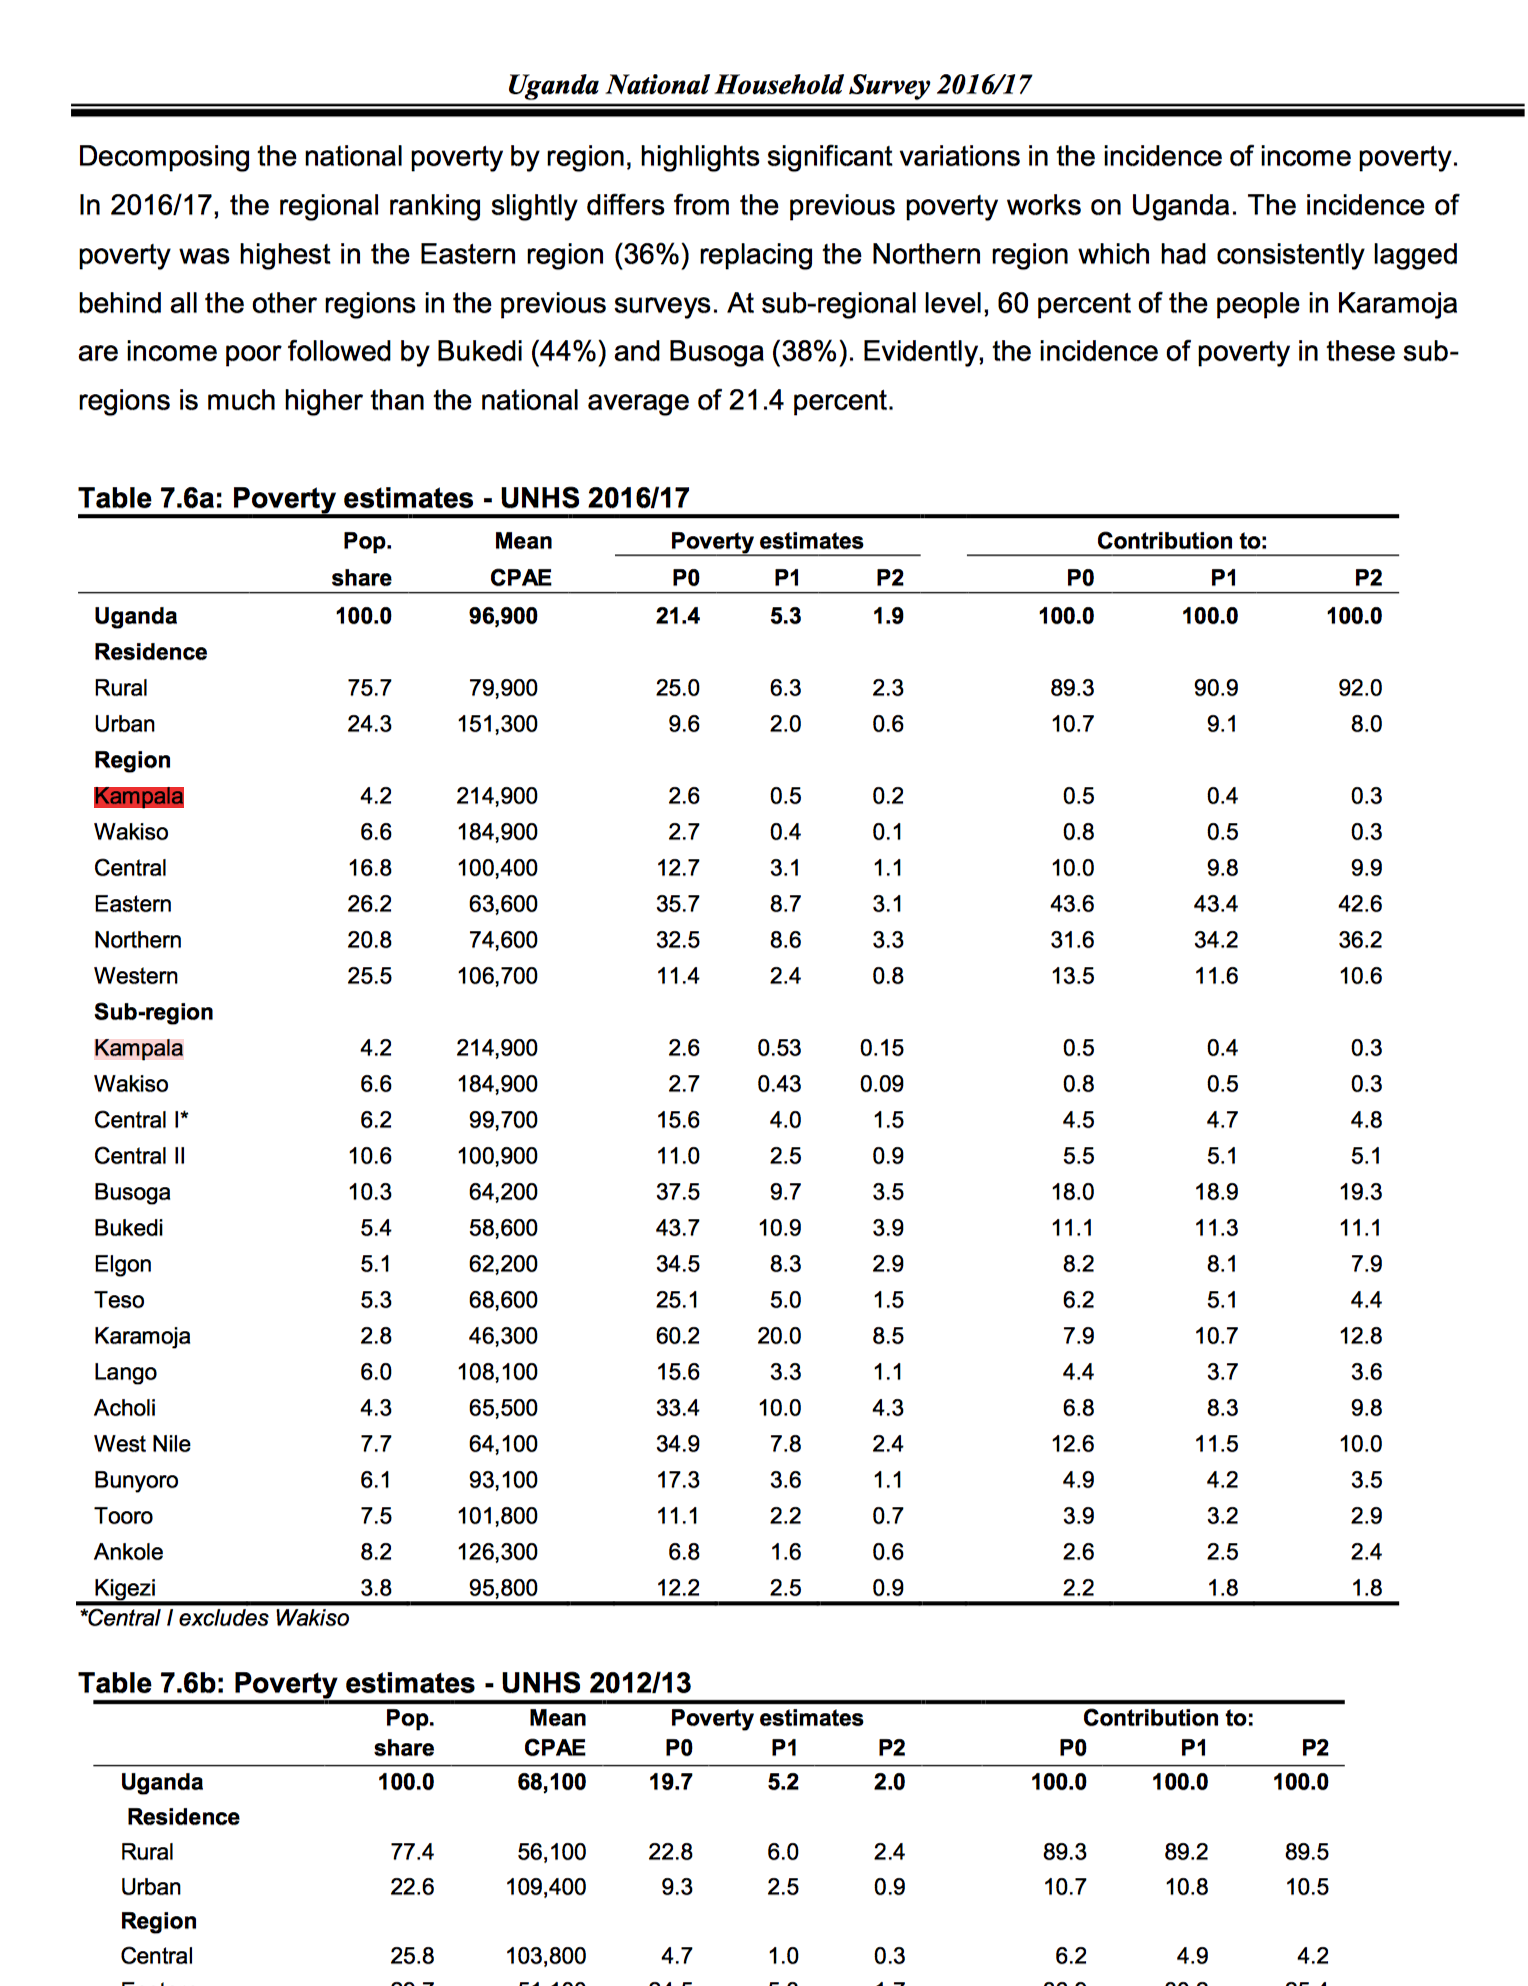 Uganda National Household Survey 2016/17
Decomposing the national poverty by region, highlights significant variations in the incidence of income poverty.
In 2016/17, the regional ranking slightly differs from the previous poverty works on Uganda. The incidence of
poverty was highest in the Eastern region (36%) replacing the Northern region which had consistently lagged
behind all the other regions in the previous surveys. At sub-regional level, 60 percent of the people in Karamoja
are income poor followed by Bukedi (44%) and Busoga (38%). Evidently, the incidence of poverty in these sub-
regions is much higher than the national average of 21.4 percent.
Table 7.6a: Poverty estimates - UNHS 2016/17
Pop. Mean Poverty estimates Contribution to:
share CPAE P0 P1 P2 P0 P1 P2
Uganda 100.0 96,900 21.4 5.3 1.9 100.0 100.0 100.0
Residence
Rural 75.7 79,900 25.0 6.3 2.3 89.3 90.9 92.0
Urban 24.3 151,300 9.6 2.0 0.6 10.7 9.1 8.0
Region
Kampala 4.2 214,900 2.6 0.5 0.2 0.5 0.4 0.3
Wakiso 6.6 184,900 2.7 0.4 0.1 0.8 0.5 0.3
Central 16.8 100,400 12.7 3.1 1.1 10.0 9.8 9.9
Eastern 26.2 63,600 35.7 8.7 3.1 43.6 43.4 42.6
Northern 20.8 74,600 32.5 8.6 3.3 31.6 34.2 36.2
Western 25.5 106,700 11.4 2.4 0.8 13.5 11.6 10.6
Sub-region
Kampala 4.2 214,900 2.6 0.53 0.15 0.5 0.4 0.3
Wakiso 6.6 184,900 2.7 0.43 0.09 0.8 0.5 0.3
Central I* 6.2 99,700 15.6 4.0 1.5 4.5 4.7 4.8
Central II 10.6 100,900 11.0 2.5 0.9 5.5 5.1 5.1
Busoga 10.3 64,200 37.5 9.7 3.5 18.0 18.9 19.3
Bukedi 5.4 58,600 43.7 10.9 3.9 11.1 11.3 11.1
Elgon 5.1 62,200 34.5 8.3 2.9 8.2 8.1 7.9
Teso 5.3 68,600 25.1 5.0 1.5 6.2 5.1 4.4
Karamoja 2.8 46,300 60.2 20.0 8.5 7.9 10.7 12.8
Lango 6.0 108,100 15.6 3.3 1.1 4.4 3.7 3.6
Acholi 4.3 65,500 33.4 10.0 4.3 6.8 8.3 9.8
West Nile 7.7 64,100 34.9 7.8 2.4 12.6 11.5 10.0
Bunyoro 6.1 93,100 17.3 3.6 1.1 4.9 4.2 3.5
Tooro 7.5 101,800 11.1 2.2 0.7 3.9 3.2 2.9
Ankole 8.2 126,300 6.8 1.6 0.6 2.6 2.5 2.4
Kigezi 3.8 95,800 12.2 2.5 0.9 2.2 1.8 1.8
*Central I excludes Wakiso
Table 7.6b: Poverty estimates - UNHS 2012/13
Pop. Mean Poverty estimates Contribution to:
share CPAE P0 P1 P2 P0 P1 P2
Uganda 100.0 68,100 19.7 5.2 2.0 100.0 100.0 100.0
Residence
Rural 77.4 56,100 22.8 6.0 2.4 89.3 89.2 89.5
Urban 22.6 109,400 9.3 2.5 0.9 10.7 10.8 10.5
Region
Central 25.8 103,800 4.7 1.0 0.3 6.2 4.9 4.2